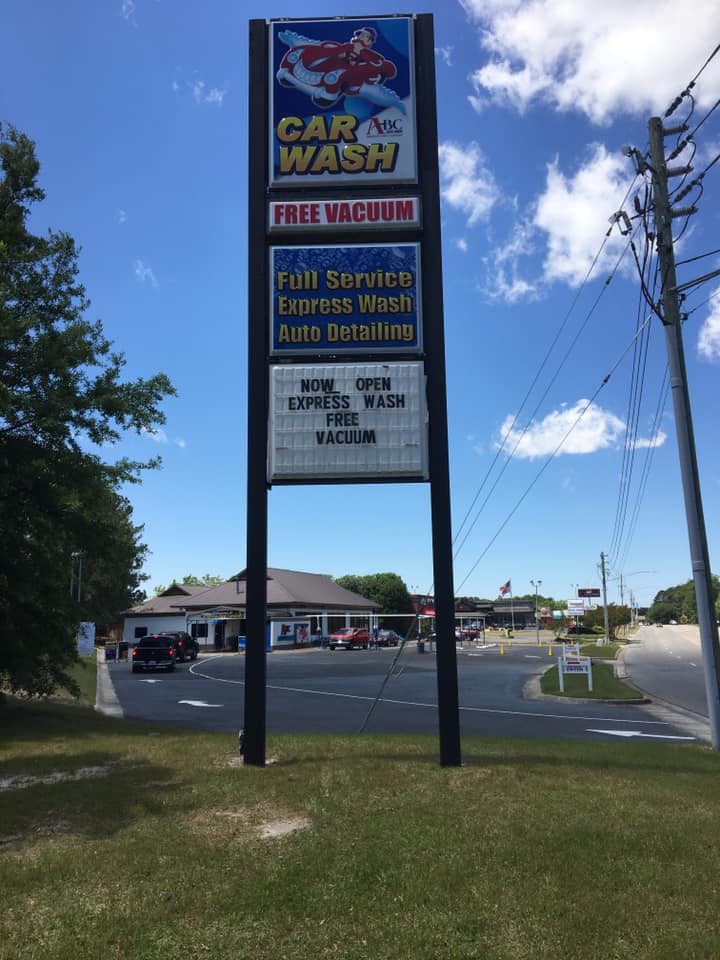 CAR
ABC
WASH
FREE VACUUM
Full Service
Express Wash
Auto Detailing
NOW OPEN
EXPRESS WASH
FREE
VACUUM